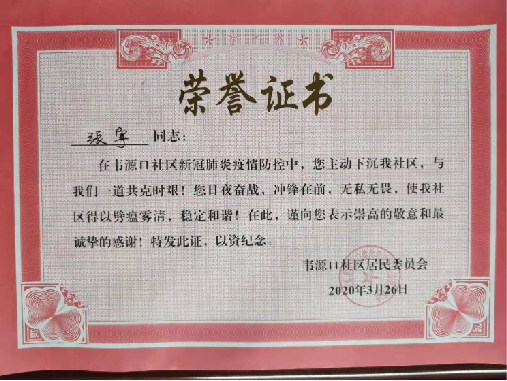 荣誉证书
張寧 同志：
在韦源口社区新冠肺炎疫情防控中，您主动下沉我社区，与
我们一道共克时艰！您日夜奋战，冲锋在前，无私无畏，使我社
区得以劈瘟雾清，稳定和谐！在此，谨向您表示崇高的敬意和最
诚挚的感谢！特发此证，以资纪念。
韦源口社区居民委员会
2020年3月26日